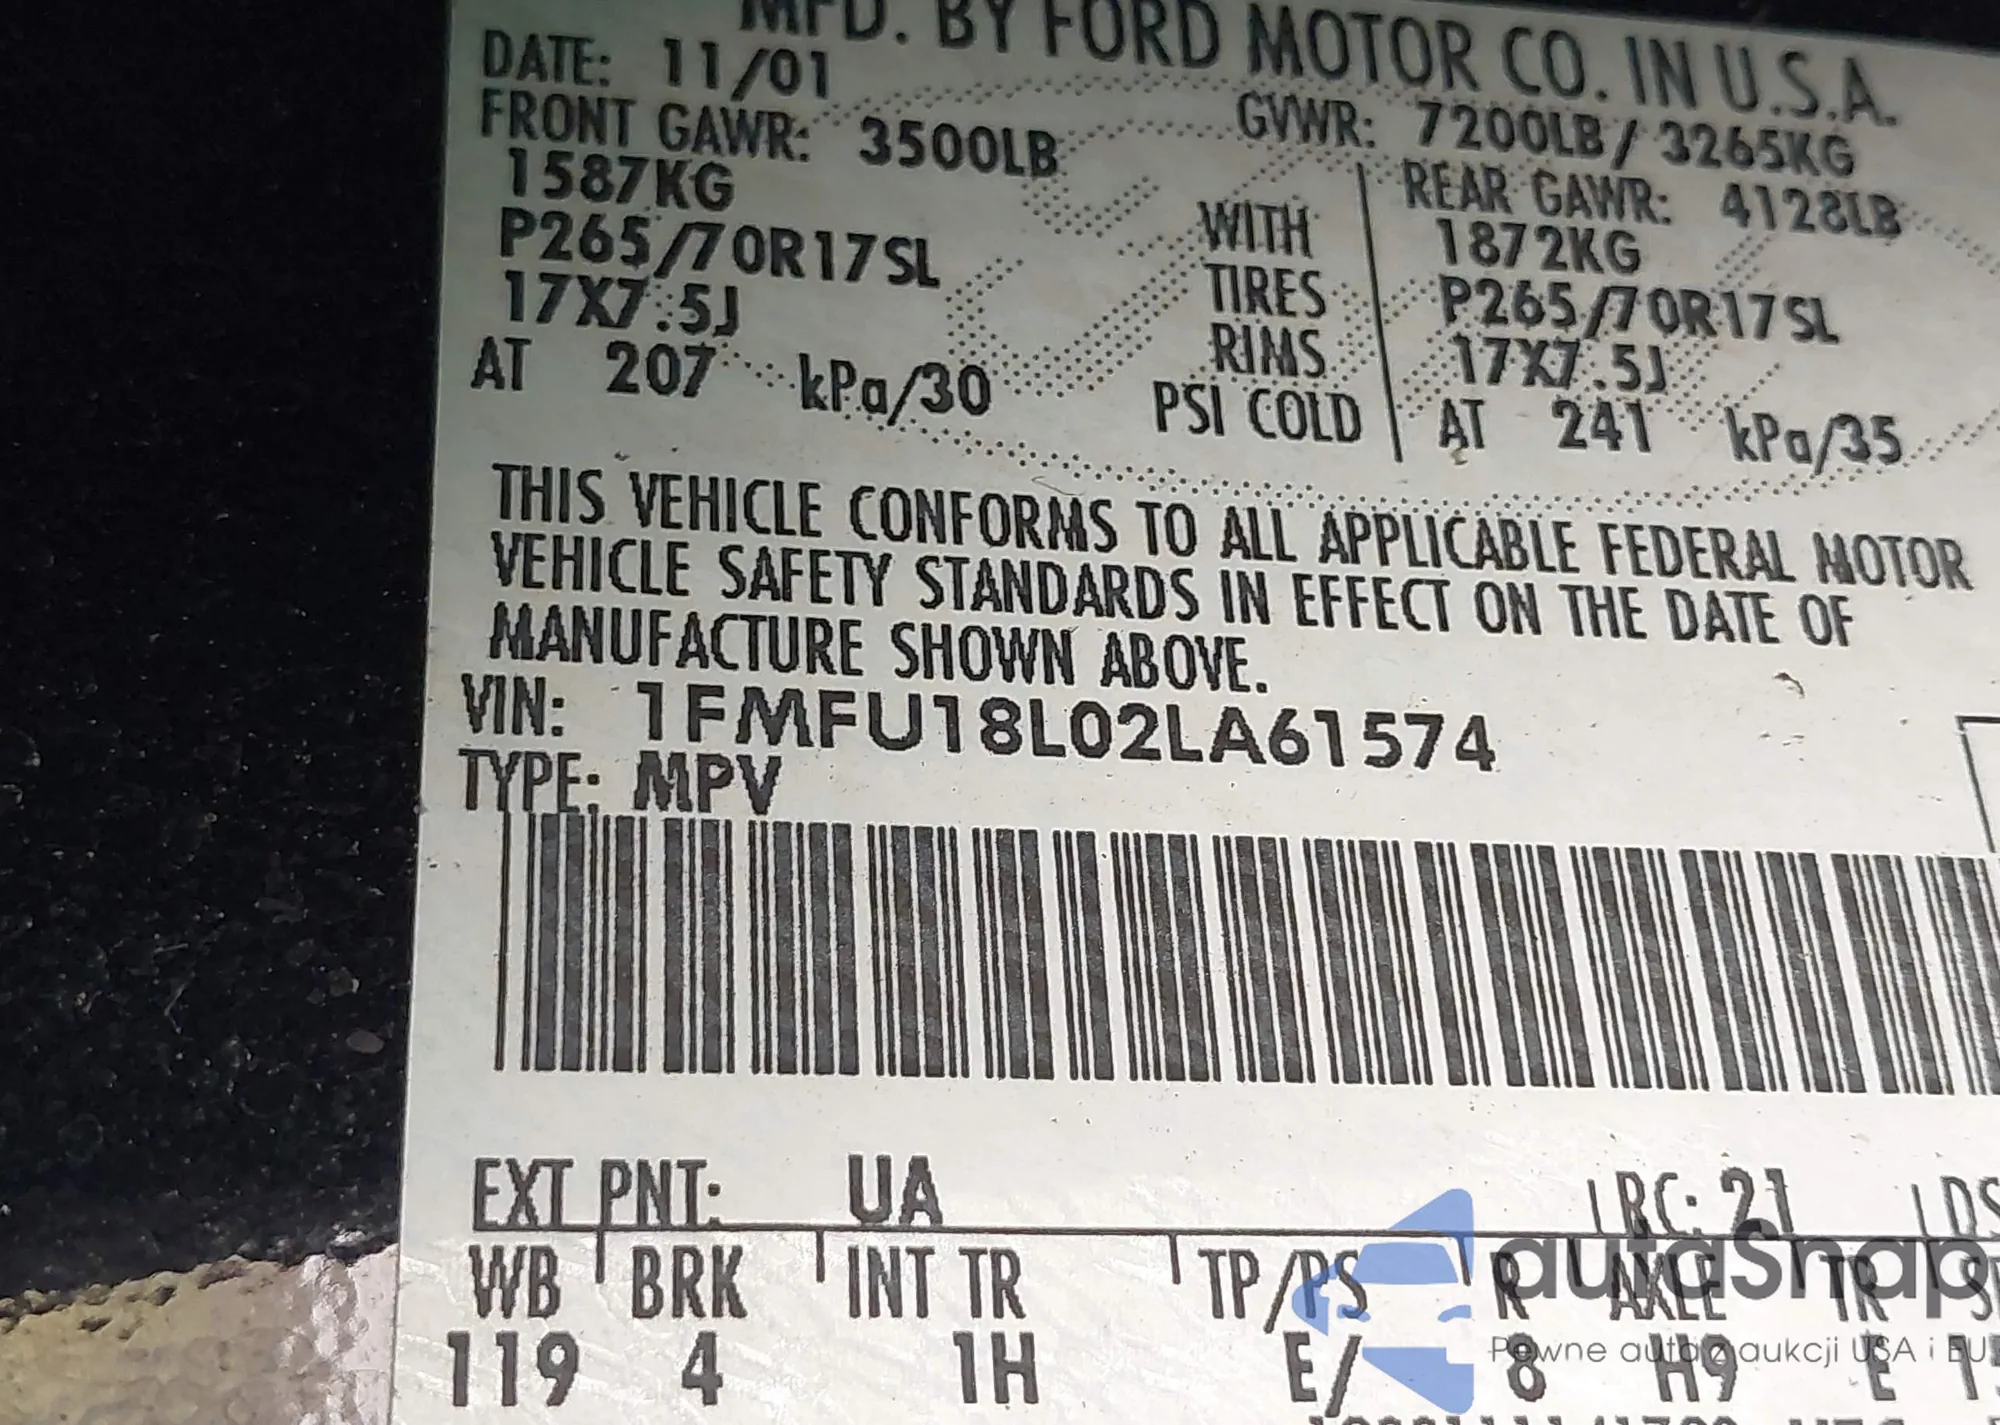 MFD. BY FORD MOTOR CO. IN U.S.A.
DATE: 11/01
GVWR: 7200LB/ 3265KG
FRONT GAWR: 3500LB
REAR GAWR: 4128LB
1587KG
WITH
1872KG
P265/70R17SL
TIRES
P265/70R17SL
17X7.5J
RIMS
17X7.5J
AT 207 kPa/30
PSI COLD
AT 241 kPa/35
THIS VEHICLE CONFORMS TO ALL APPLICABLE FEDERAL MOTOR
VEHICLE SAFETY STANDARDS IN EFFECT ON THE DATE OF
MANUFACTURE SHOWN ABOVE.
VIN: 1FMFU18L02LA61574
TYPE: MPV
EXT PNT: UA
RC: 21
DS
WB BRK INT TR TP/PS R AXLE TR
119 4 1H E/ 8 H9 E
autaSnap
Pewne auta z aukcji USA i EU